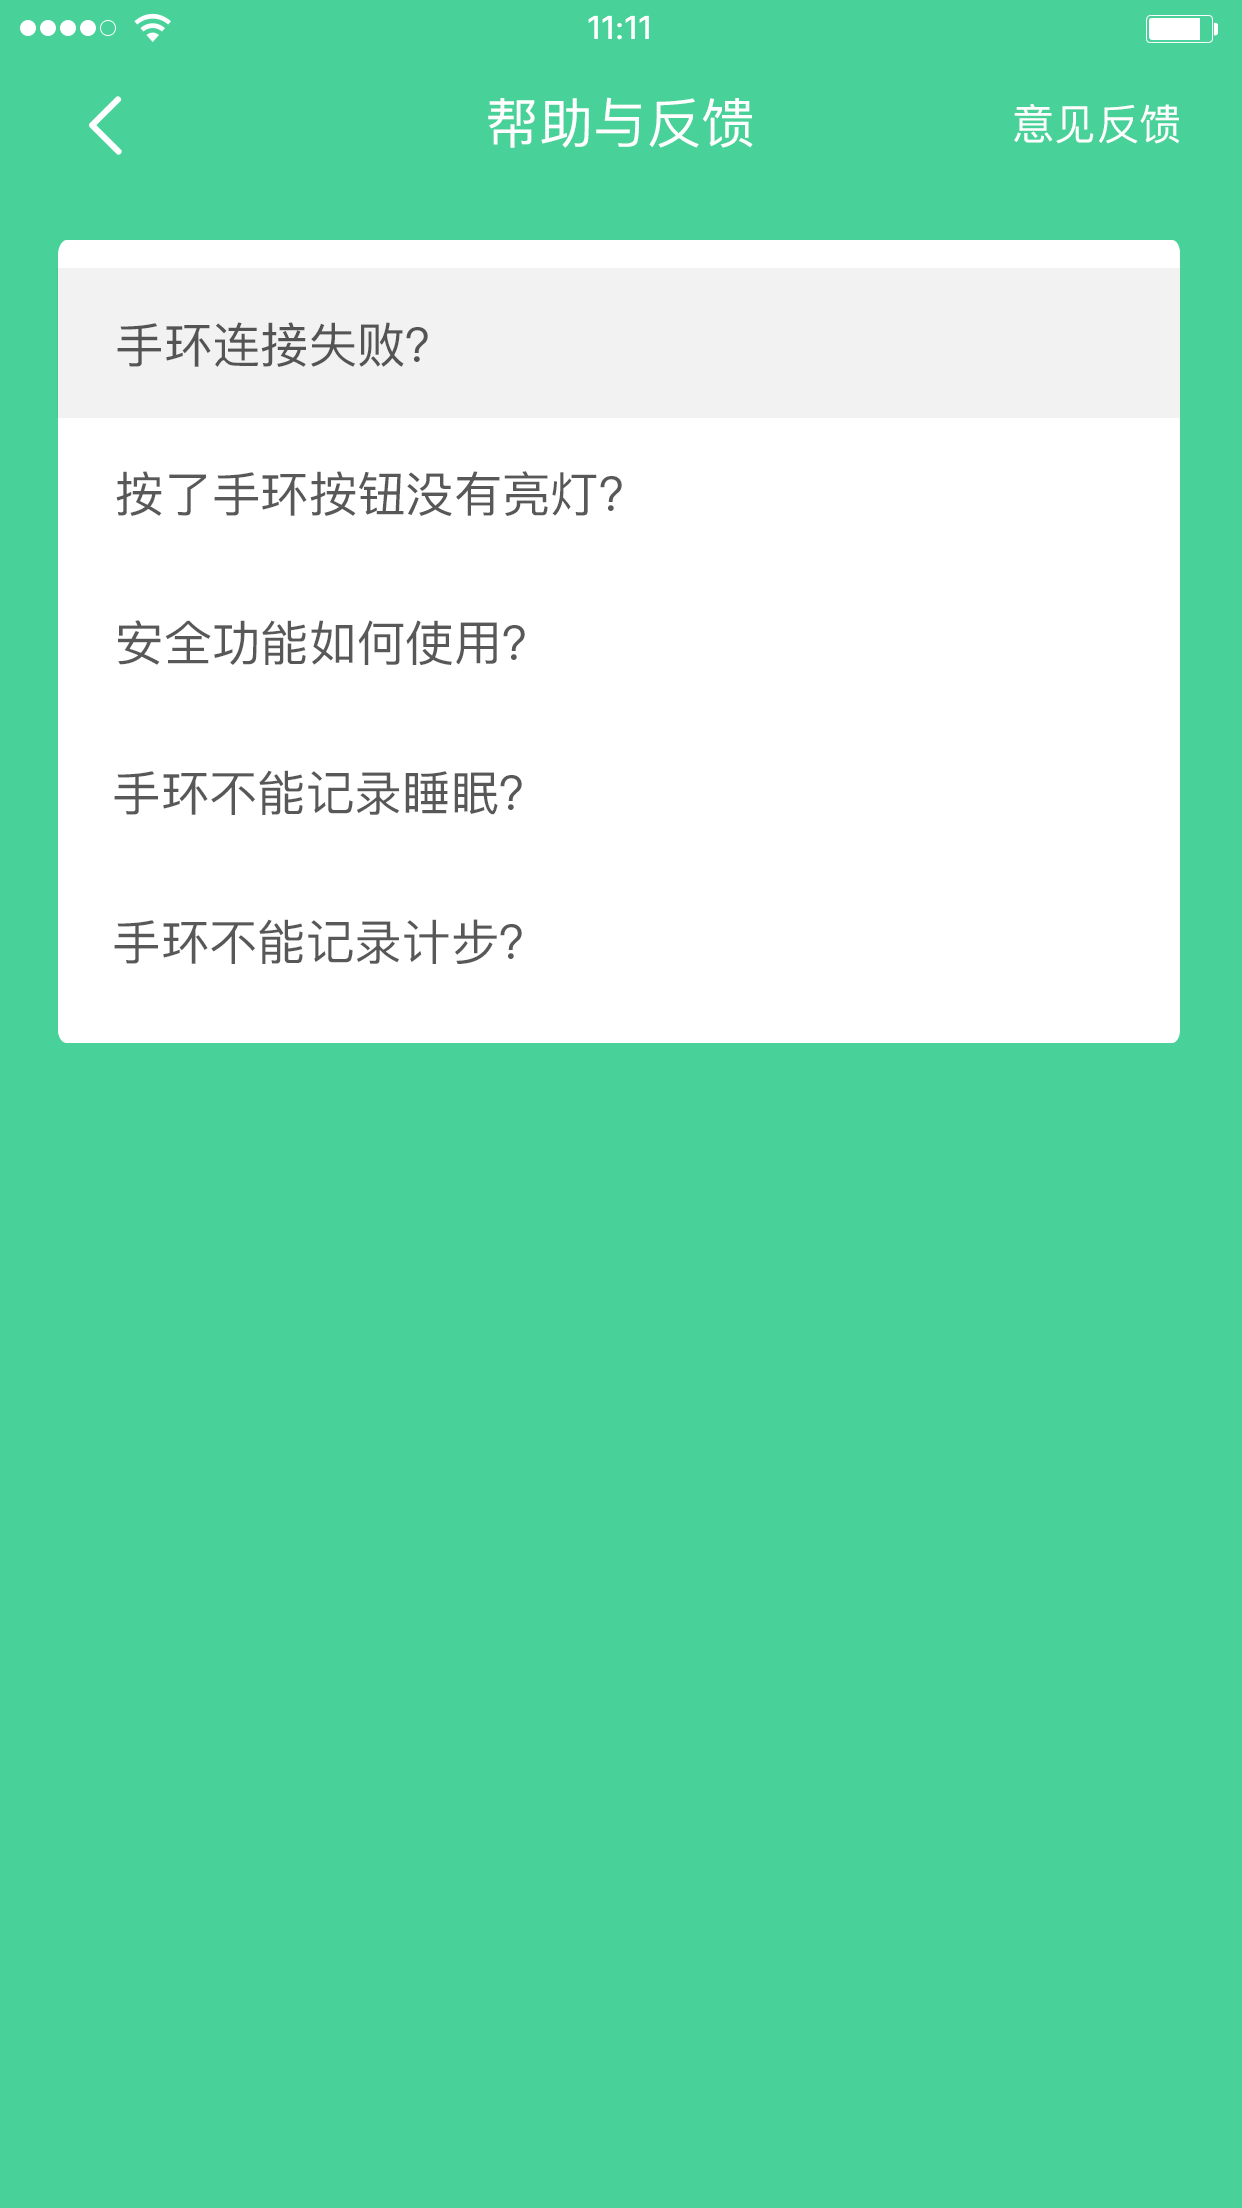 11:11
帮助与反馈
意见反馈
手环连接失败?
按了手环按钮没有亮灯?
安全功能如何使用?
手环不能记录睡眠?
手环不能记录计步?